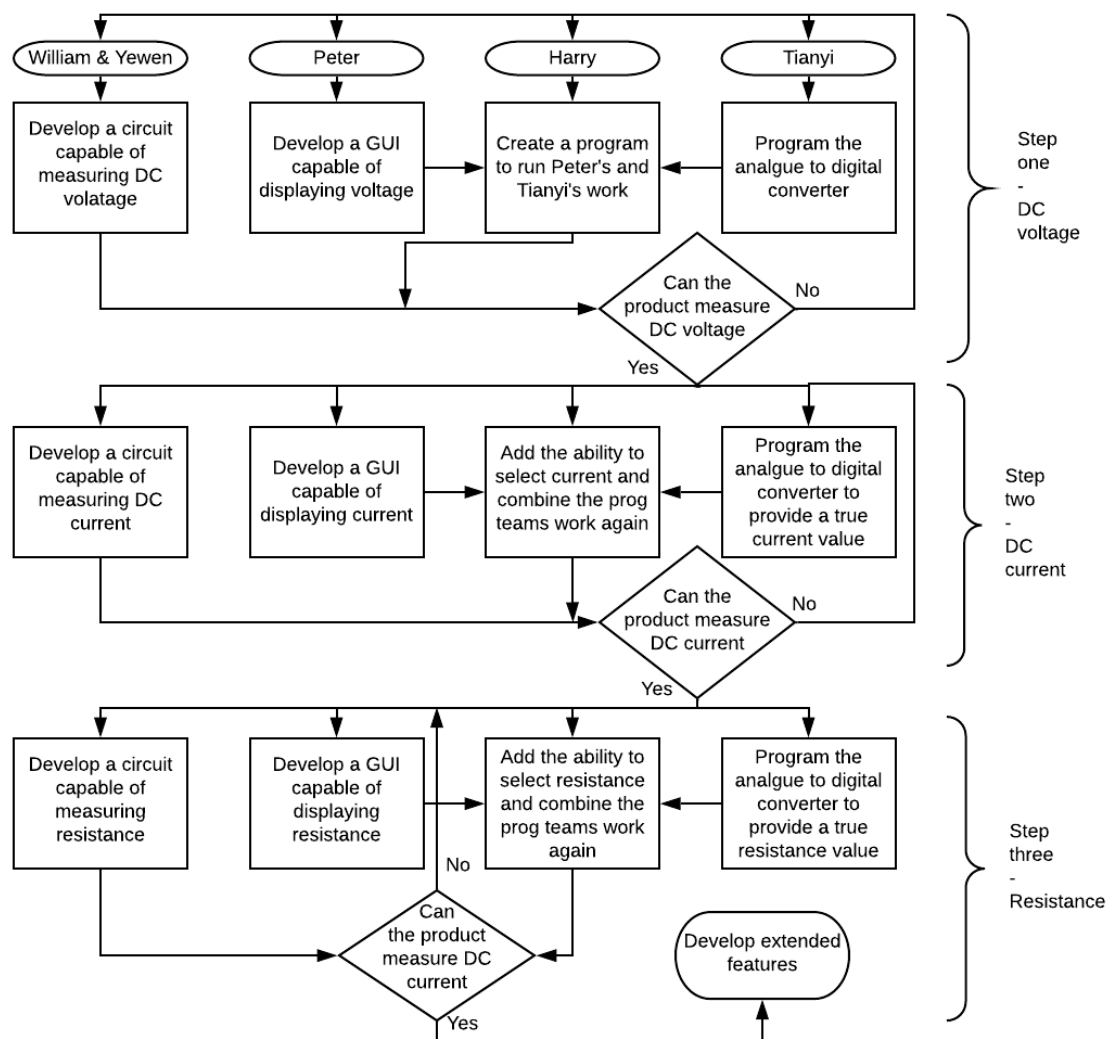 William & Yewen
Peter
Harry
Tianyi
Develop a circuit
capable of
measuring DC
volatage
Develop a GUI
capable of
displaying voltage
Create a program
to run Peter's and
Tianyi's work
Program the
analgue to digital
converter
Step
one
-
DC
voltage
Can the
product measure
DC voltage
No
Yes
Develop a circuit
capable of
measuring DC
current
Develop a GUI
capable of
displaying current
Add the ability to
select current and
combine the prog
teams work again
Program the
analgue to digital
converter to
provide a true
current value
Step
two
-
DC
current
Can the
product measure
DC current
No
Yes
Develop a circuit
capable of
measuring
resistance
Develop a GUI
capable of
displaying
resistance
Add the ability to
select resistance
and combine the
prog teams work
again
Program the
analgue to digital
converter to
provide a true
resistance value
Step
three
-
Resistance
No
Can
the product
measure DC
current
Yes
Develop extended
features